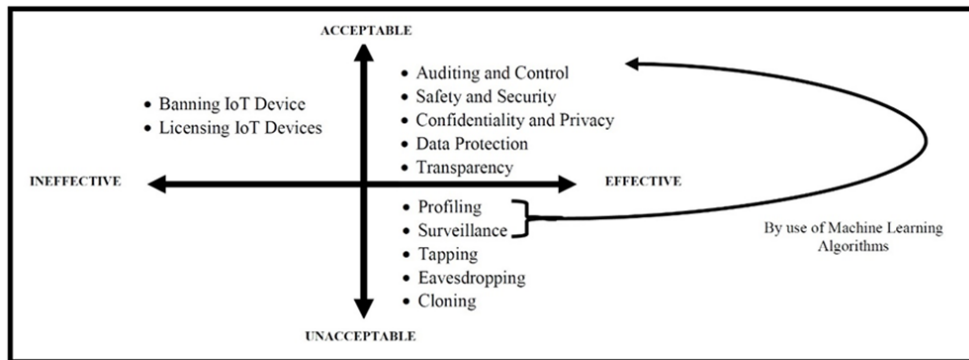 ACCEPTABLE
• Banning IoT Device
• Licensing IoT Devices
• Auditing and Control
• Safety and Security
• Confidentiality and Privacy
• Data Protection
• Transparency
INEFFECTIVE
EFFECTIVE
• Profiling
• Surveillance
• Tapping
• Eavesdropping
• Cloning
By use of Machine Learning
Algorithms
UNACCEPTABLE